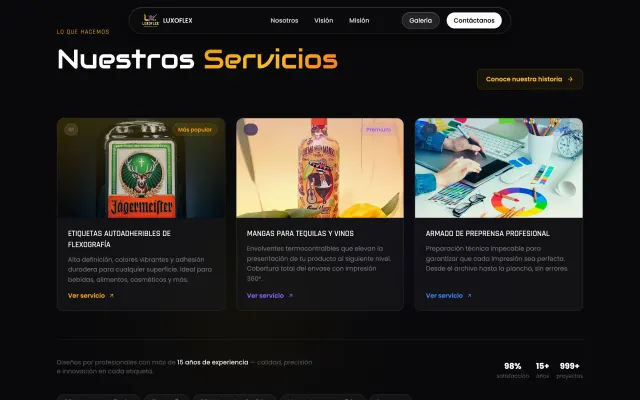 LUXOFLEX
LUXOFLEX
Nosotros
Visión
Misión
Galería
Contáctanos
LO QUE HACEMOS
Nuestros Servicios
Conoce nuestra historia →
Más popular
Premium
Jägermeister
ETIQUETAS AUTOADHERIBLES DE
FLEXOGRAFÍA
Alta definición, colores vibrantes y adhesión
duradera para cualquier superficie. Ideal para
bebidas, alimentos, cosméticos y más.
Ver servicio ↗
MANGAS PARA TEQUILAS Y VINOS
Envolventes termocontraíbles que elevan la
presentación de tu producto al siguiente nivel.
Cobertura total del envase con impresión
360°.
Ver servicio ↗
ARMADO DE PREPRENSA PROFESIONAL
Preparación técnica impecable para
garantizar que cada impresión sea perfecta.
Desde el archivo hasta la plancha, sin errores.
Ver servicio ↗
Diseños por profesionales con más de 15 años de experiencia — calidad, precisión
e innovación en cada etiqueta.
98%
satisfacción
15+
años
999+
proyectos